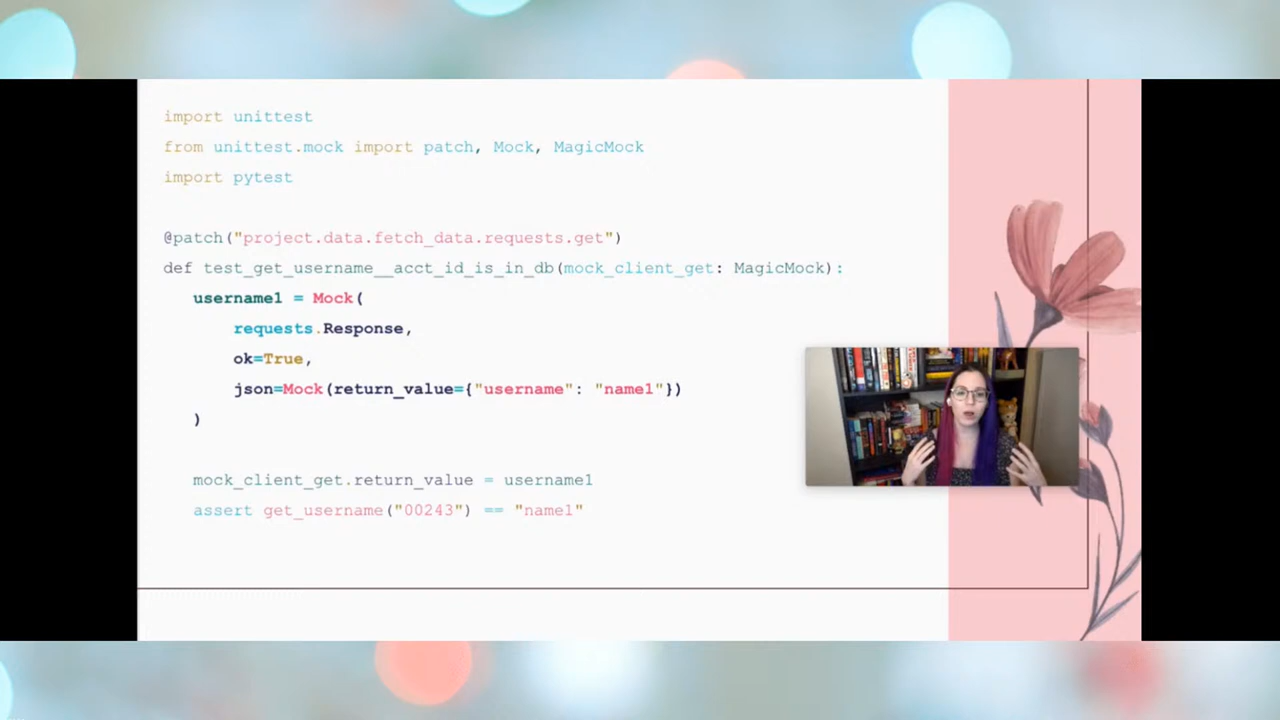 import unittest
from unittest.mock import patch, Mock, MagicMock
import pytest
@patch("project.data.fetch_data.requests.get")
def test_get_username__acct_id_is_in_db(mock_client_get: MagicMock):
username1 = Mock(
requests.Response,
ok=True,
json=Mock(return_value={"username": "name1"})
)
mock_client_get.return_value = username1
assert get_username("00243") == "name1"